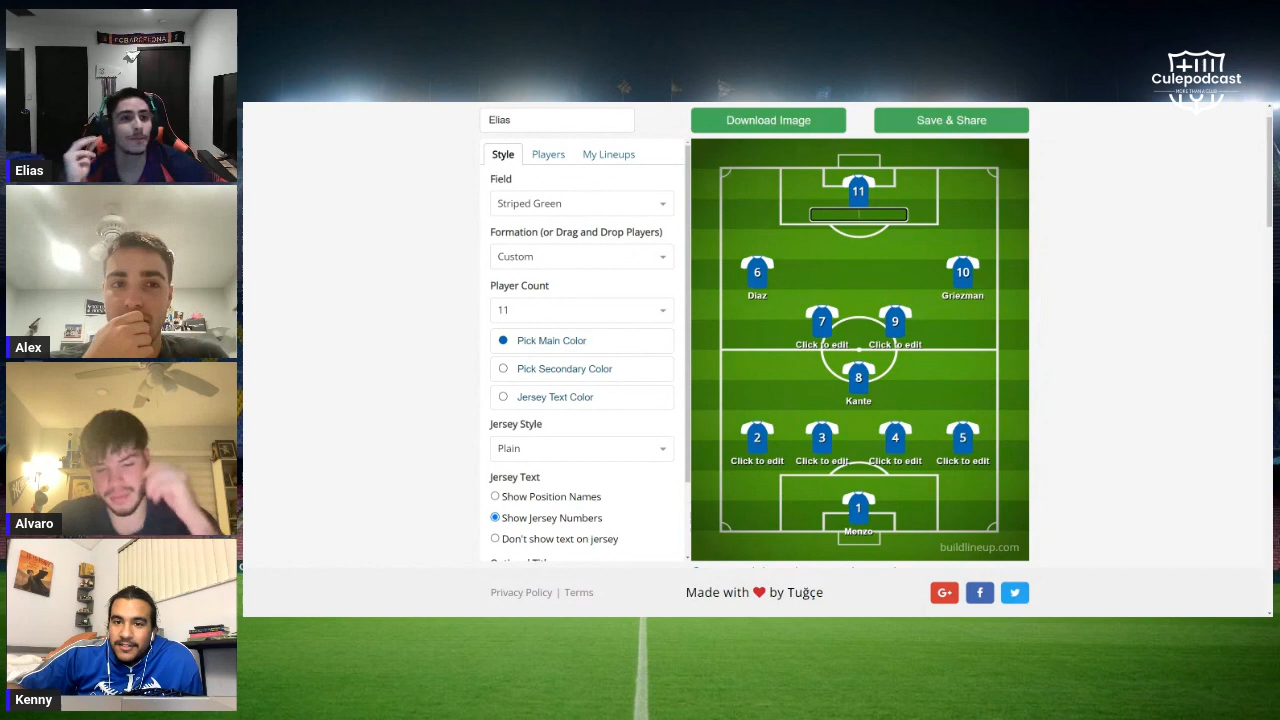 FCBARCELONA
Elias
Alex
Alvaro
Kenny
Culepodcast
MORE THAN A CLUB
Elias
Download Image
Save & Share
Style
Players
My Lineups
Field
Striped Green
Formation (or Drag and Drop Players)
Custom
Player Count
11
Pick Main Color
Pick Secondary Color
Jersey Text Color
Jersey Style
Plain
Jersey Text
Show Position Names
Show Jersey Numbers
Don't show text on jersey
11
6
Diaz
10
Griezman
7
Click to edit
9
Click to edit
8
Kante
2
Click to edit
3
Click to edit
4
Click to edit
5
Click to edit
1
Menzo
buildlineup.com
Privacy Policy | Terms
Made with ❤ by Tuğçe
G+
f